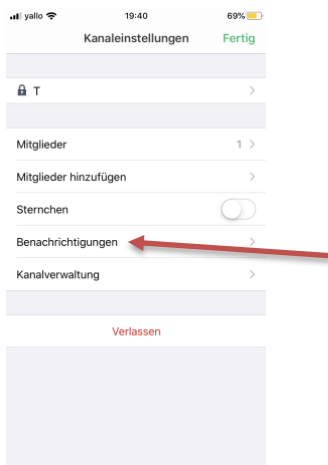 yallo 19:40 69%
Kanaleinstellungen Fertig
T
Mitglieder 1
Mitglieder hinzufügen
Sternchen
Benachrichtigungen
Kanalverwaltung
Verlassen